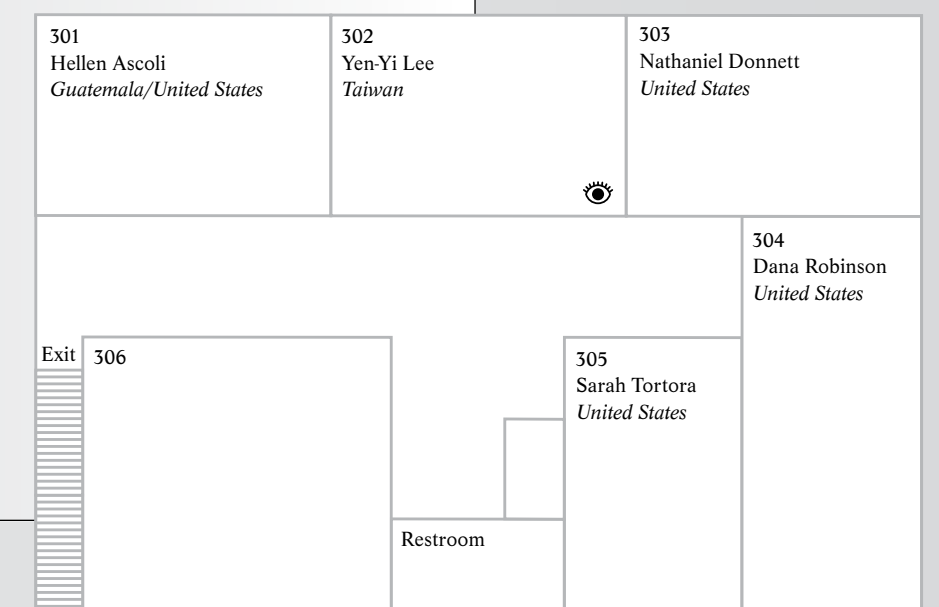 301
Hellen Ascoli
Guatemala/United States
302
Yen-Yi Lee
Taiwan
303
Nathaniel Donnett
United States
304
Dana Robinson
United States
Exit
306
305
Sarah Tortora
United States
Restroom